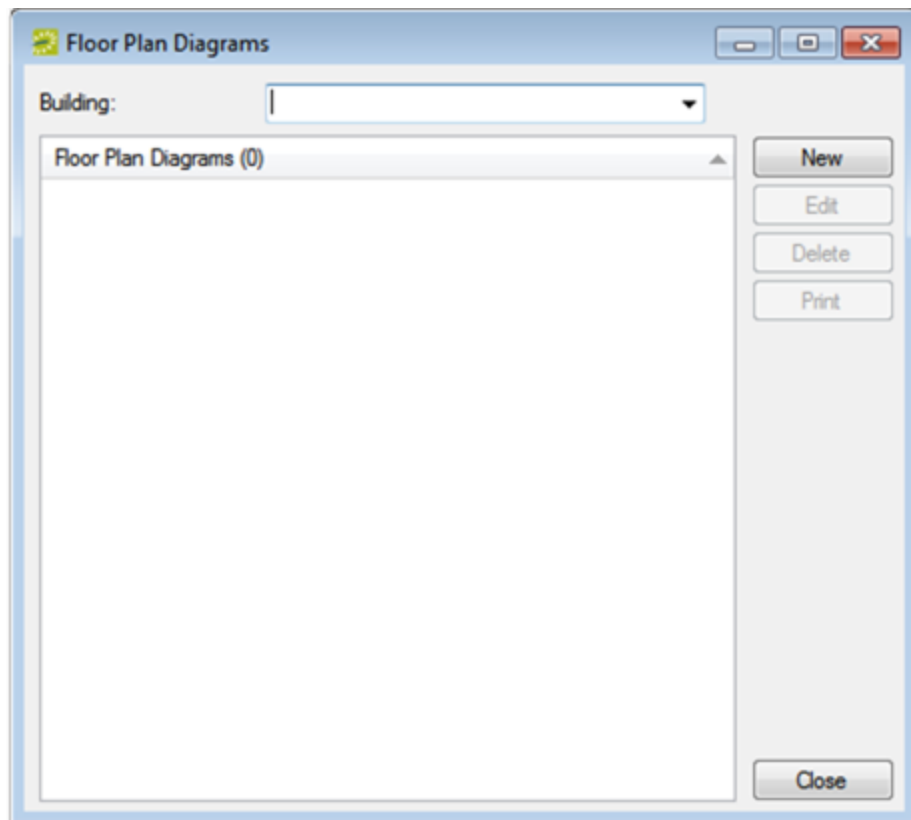 Floor Plan Diagrams
Building:
Floor Plan Diagrams (0)
New
Edit
Delete
Print
Close